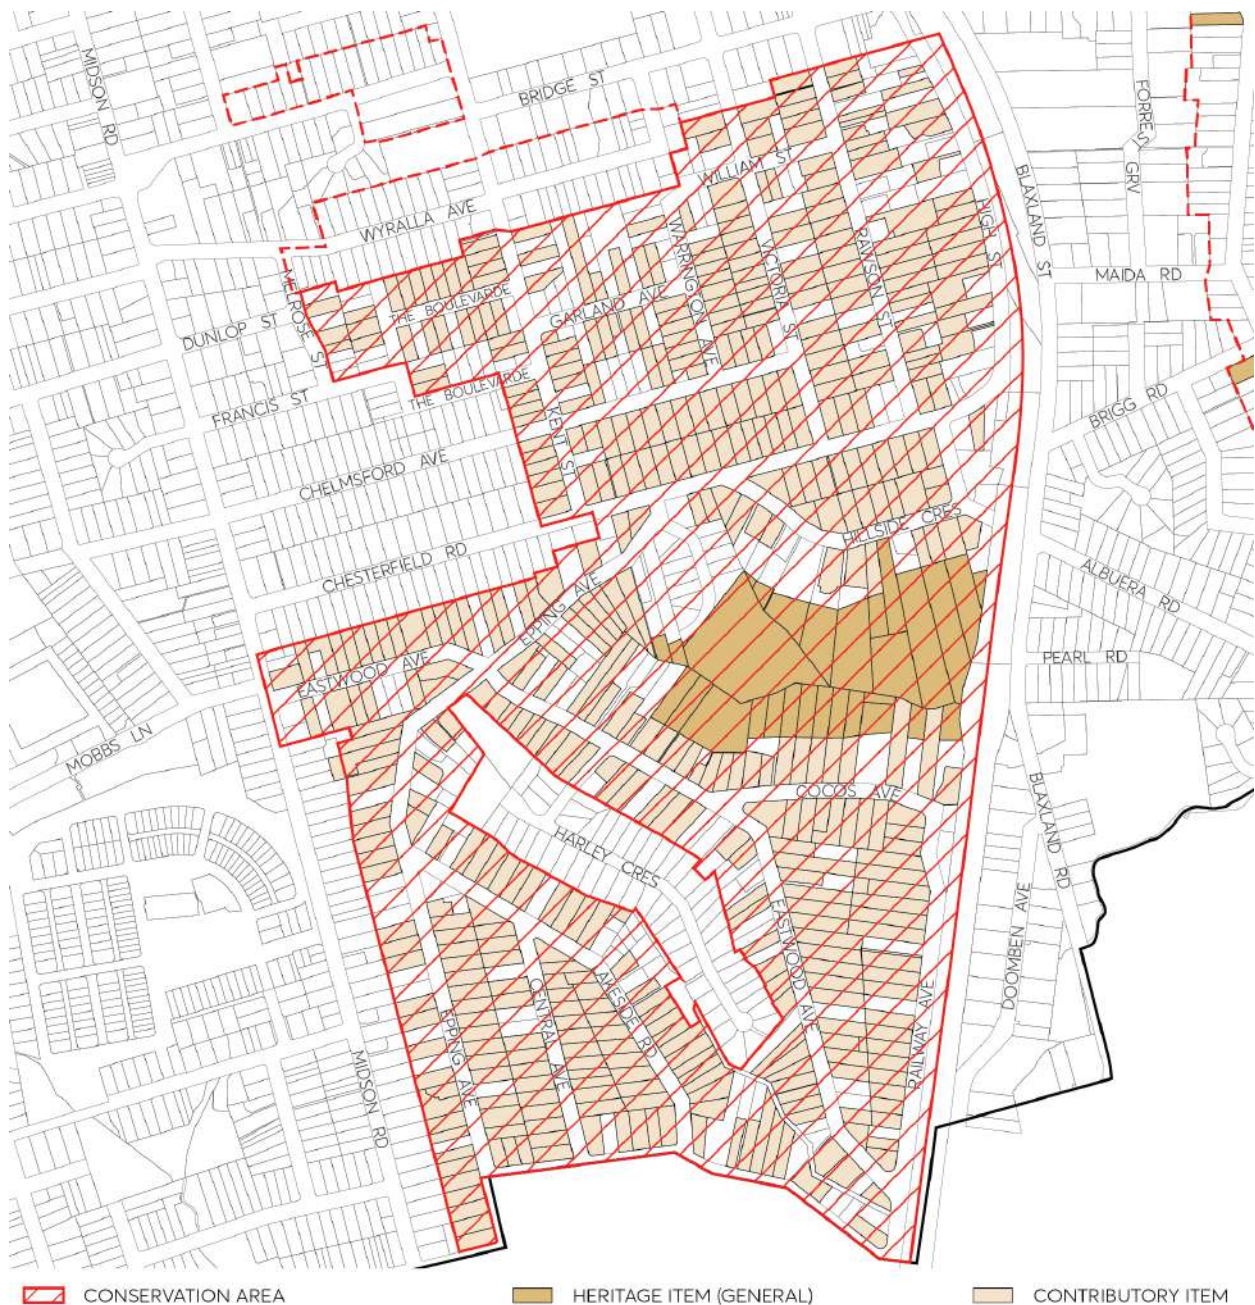 MIDSON RD
BRIDGE ST
FORREST GRV
WILLIAM ST
BLAXLAND ST
WYRALLA AVE
HIGH ST
WARRINGTON AVE
VICTORIA ST
RAWSON ST
MAIDA RD
MELROSE ST
THE BOULEVARDE
GARLAND AVE
DUNLOP ST
THE BOULEVARDE
FRANCIS ST
BRIGG RD
KENT ST
CHELMSFORD AVE
HILLSIDE CRES
CHESTERFIELD RD
ALBUERA RD
EPPING AVE
PEARL RD
EASTWOOD AVE
MOBBS LN
COCOS AVE
BLAXLAND RD
HARLEY CRES
EASTWOOD AVE
DOOMBEN AVE
AKESIDE RD
CENTRAL AVE
EPPING AVE
RAILWAY AVE
MIDSON RD
CONSERVATION AREA
HERITAGE ITEM (GENERAL)
CONTRIBUTORY ITEM